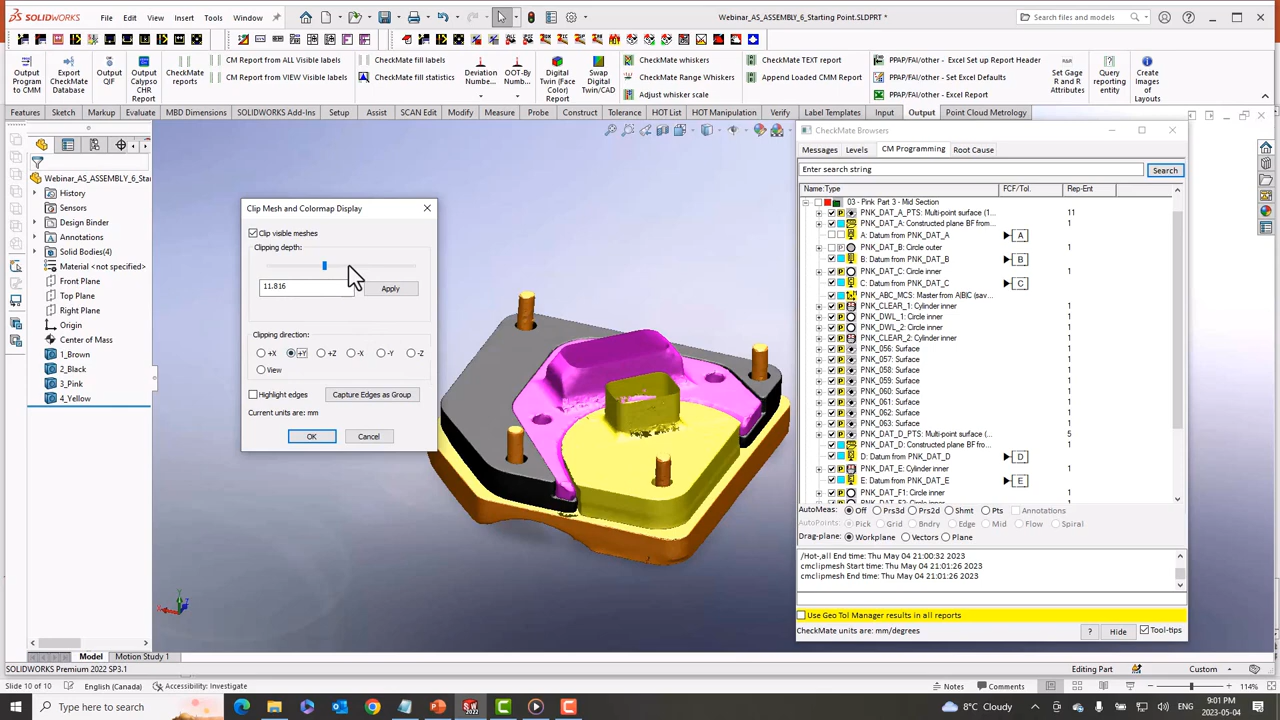 SOLIDWORKS
File Edit View Insert Tools Window
Webinar_AS_ASSEMBLY_6_Starting Point.SLDPRT *
Search files and models
Output Program to CMM
Export CheckMate Database
Output QIF
Output Calypso CHR Report
CheckMate reports
CM Report from ALL Visible labels
CM Report from VIEW Visible labels
CheckMate fill labels
CheckMate fill statistics
Deviation Numbe...
OOT-By Numb...
Digital Twin (Face Color) Report
Swap Digital Twin/CAD
CheckMate whiskers
CheckMate Range Whiskers
Adjust whisker scale
CheckMate TEXT report
Append Loaded CMM Report
PPAP/FAI/other - Excel Set up Report Header
PPAP/FAI/other - Set Excel Defaults
PPAP/FAI/other - Excel Report
Set Gage R and R Attributes
Query reporting entity
Create Images of Layouts
Features Sketch Markup Evaluate MBD Dimensions SOLIDWORKS Add-Ins Setup Assist SCAN Edit Modify Measure Probe Construct Tolerance HOT List HOT Manipulation Verify Label Templates Input Output Point Cloud Metrology
Webinar_AS_ASSEMBLY_6_Sta
History
Sensors
Design Binder
Annotations
Solid Bodies(4)
Material <not specified>
Front Plane
Top Plane
Right Plane
Origin
Center of Mass
1_Brown
2_Black
3_Pink
4_Yellow
Clip Mesh and Colormap Display
Clip visible meshes
Clipping depth:
11.816
Apply
Clipping direction:
+X +Y +Z -X -Y -Z
View
Highlight edges
Capture Edges as Group
Current units are: mm
OK Cancel
CheckMate Browsers
Messages Levels CM Programming Root Cause
Enter search string
Search
Name:Type FCF/Tol. Rep-Ent
03 - Pink Part 3 - Mid Section
PNK_DAT_A_PTS: Multi-point surface (1... 11
PNK_DAT_A: Constructed plane BF fro... 1
A: Datum from PNK_DAT_A A
PNK_DAT_B: Circle outer 1
B: Datum from PNK_DAT_B B
PNK_DAT_C: Circle inner 1
C: Datum from PNK_DAT_C C
PNK_ABC_MCS: Master from A|B|C (sav...
PNK_CLEAR_1: Cylinder inner 1
PNK_DWL_1: Circle inner 1
PNK_DWL_2: Circle inner 1
PNK_CLEAR_2: Cylinder inner 1
PNK_056: Surface 1
PNK_057: Surface 1
PNK_058: Surface 1
PNK_059: Surface 1
PNK_060: Surface 1
PNK_061: Surface 1
PNK_062: Surface 1
PNK_063: Surface 1
PNK_DAT_D_PTS: Multi-point surface (... 5
PNK_DAT_D: Constructed plane BF fro... 1
D: Datum from PNK_DAT_D D
PNK_DAT_E: Cylinder inner 1
E: Datum from PNK_DAT_E E
PNK_DAT_F1: Circle inner 1
AutoMeas: Off Prs3d Prs2d Shmt Pts Annotations
AutoPoints: Pick Grid Bndry Edge Mid Flow Spiral
Drag-plane: Workplane Vectors Plane
/Hot-,all End time: Thu May 04 21:00:32 2023
cmclipmesh Start time: Thu May 04 21:01:26 2023
cmclipmesh End time: Thu May 04 21:01:26 2023
Use Geo Tol Manager results in all reports
CheckMate units are: mm/degrees
? Hide Tool-tips
Model Motion Study 1
SOLIDWORKS Premium 2022 SP3.1
Editing Part Custom
Slide 10 of 10 English (Canada) Accessibility: Investigate
Notes Comments 114%
Type here to search
8°C Cloudy
ENG
9:01 PM
2023-05-04